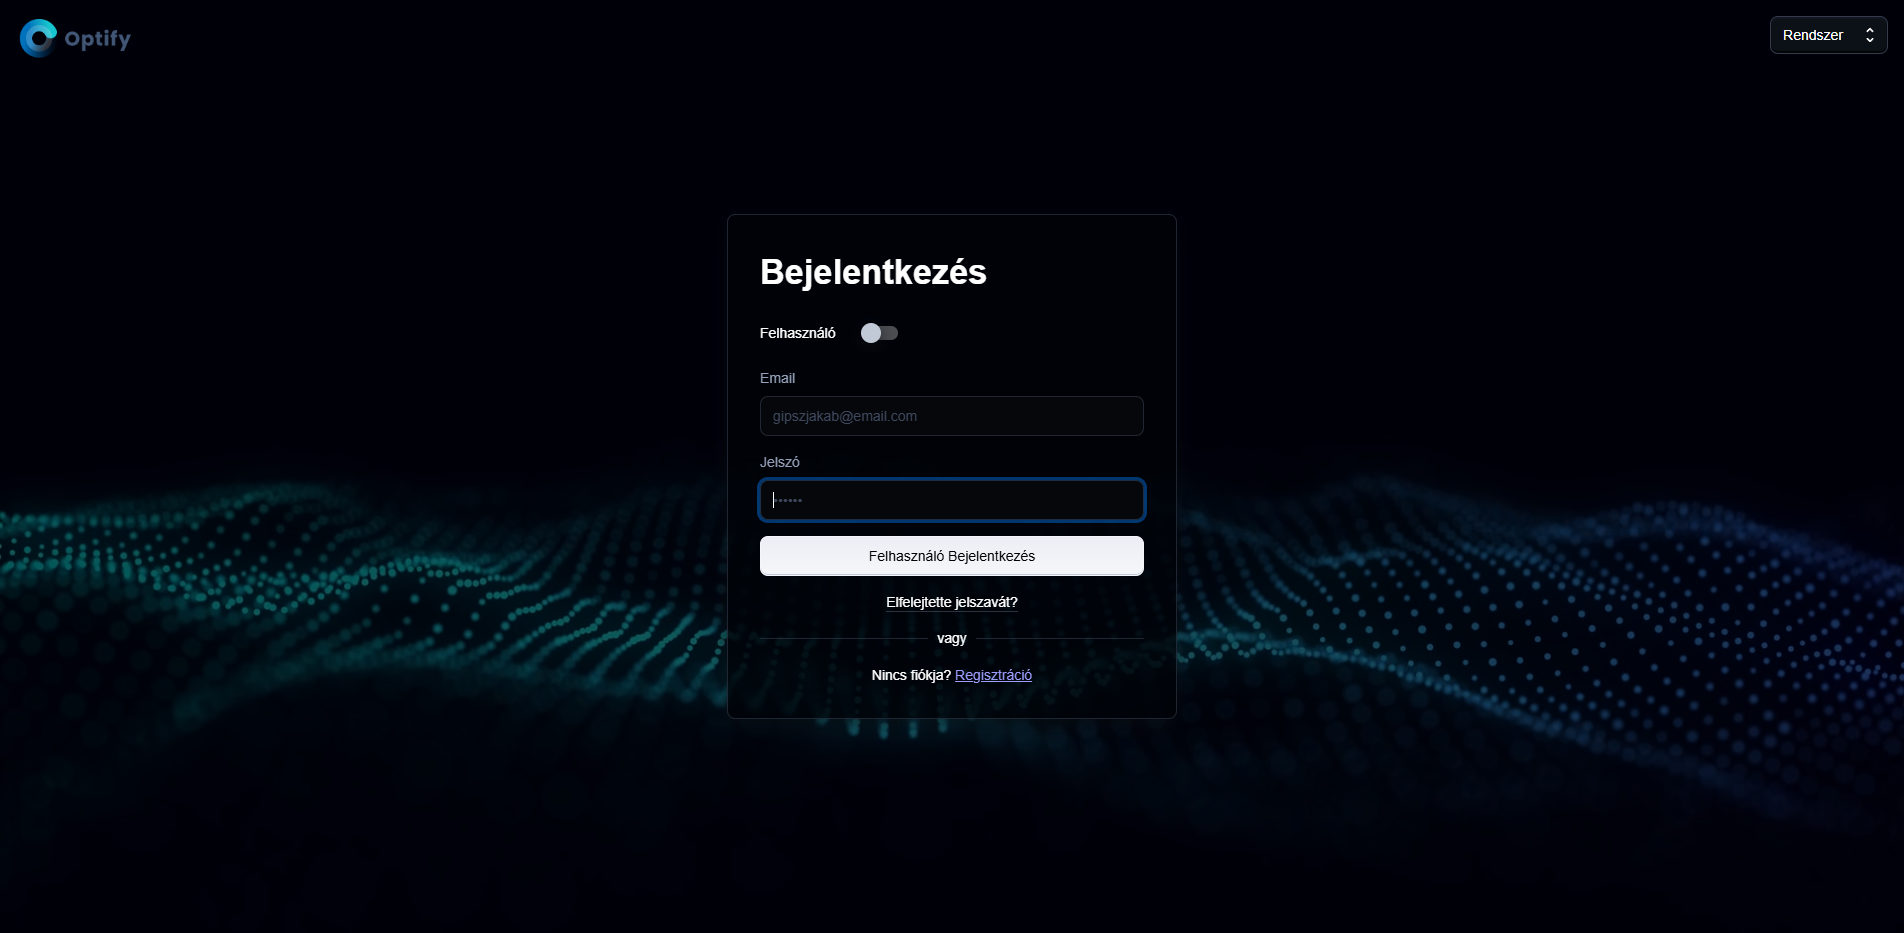 Optify
Rendszer
Bejelentkezés
Felhasználó
Email
gipszjakab@email.com
Jelszó
••••••
Felhasználó Bejelentkezés
Elfelejtette jelszavát?
vagy
Nincs fiókja? Regisztráció